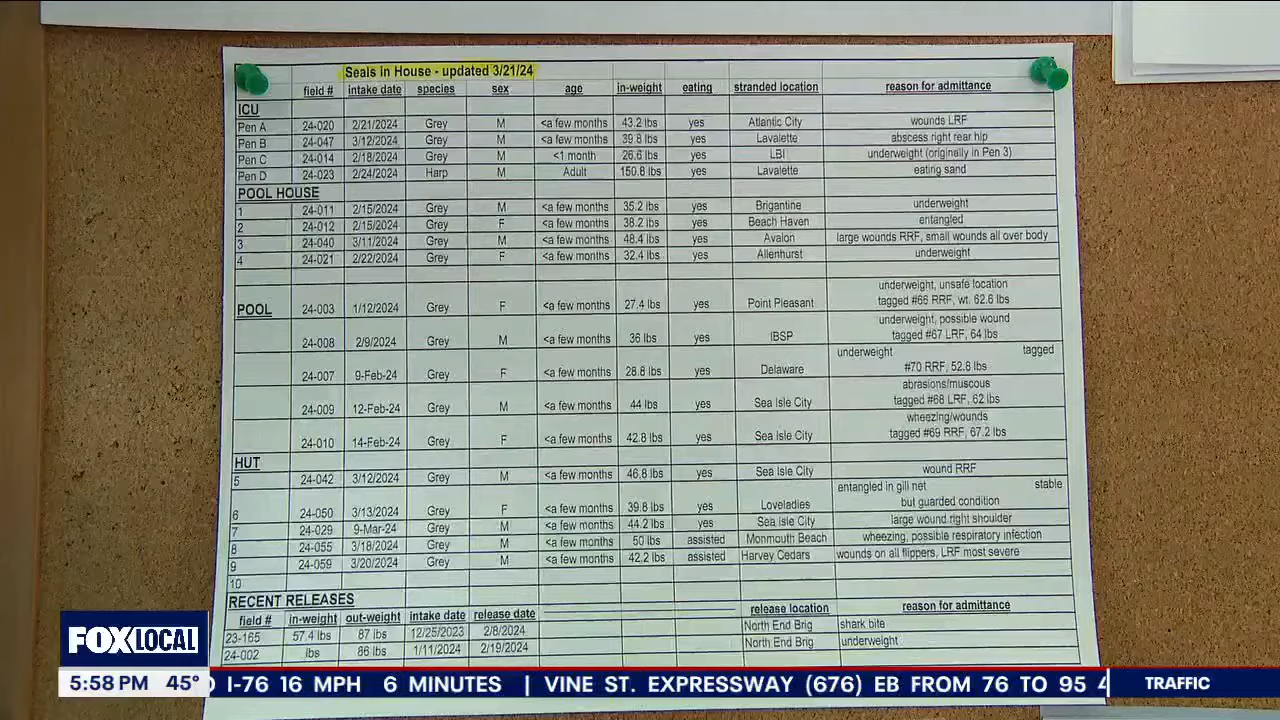 Seals in House - updated 3/21/24
field # intake date species sex age in-weight eating stranded location reason for admittance
ICU
Pen A 24-020 2/21/2024 Grey M <a few months 43.2 lbs yes Atlantic City wounds LRF
Pen B 24-047 3/12/2024 Grey M <a few months 39.8 lbs yes Lavalette abscess right rear hip
Pen C 24-014 2/18/2024 Grey M <1 month 26.6 lbs yes LBI underweight (originally in Pen 3)
Pen D 24-023 2/24/2024 Harp M Adult 150.8 lbs yes Lavalette eating sand
POOL HOUSE
1 24-011 2/15/2024 Grey M <a few months 35.2 lbs yes Brigantine underweight
2 24-012 2/15/2024 Grey F <a few months 38.2 lbs yes Beach Haven entangled
3 24-040 3/11/2024 Grey M <a few months 48.4 lbs yes Avalon large wounds RRF, small wounds all over body
4 24-021 2/22/2024 Grey F <a few months 32.4 lbs yes Allenhurst underweight
underweight, unsafe location
POOL 24-003 1/12/2024 Grey F <a few months 27.4 lbs yes Point Pleasant tagged #66 RRF, wt. 62.6 lbs
underweight, possible wound
24-008 2/9/2024 Grey M <a few months 36 lbs yes IBSP tagged #67 LRF, 64 lbs
underweight tagged
24-007 9-Feb-24 Grey F <a few months 28.8 lbs yes Delaware #70 RRF, 52.8 lbs
abrasions/muscous
24-009 12-Feb-24 Grey M <a few months 44 lbs yes Sea Isle City tagged #68 LRF, 62 lbs
wheezing/wounds
24-010 14-Feb-24 Grey F <a few months 42.8 lbs yes Sea Isle City tagged #69 RRF, 67.2 lbs
HUT
5 24-042 3/12/2024 Grey M <a few months 46.8 lbs yes Sea Isle City wound RRF
entangled in gill net stable
6 24-050 3/13/2024 Grey F <a few months 39.8 lbs yes Loveladies but guarded condition
7 24-029 9-Mar-24 Grey M <a few months 44.2 lbs yes Sea Isle City large wound right shoulder
8 24-055 3/18/2024 Grey M <a few months 50 lbs assisted Monmouth Beach wheezing, possible respiratory infection
9 24-059 3/20/2024 Grey M <a few months 42.2 lbs assisted Harvey Cedars wounds on all flippers, LRF most severe
10
RECENT RELEASES
field # in-weight out-weight intake date release date release location reason for admittance
23-165 57.4 lbs 87 lbs 12/25/2023 2/8/2024 North End Brig shark bite
24-002 lbs 86 lbs 1/11/2024 2/19/2024 North End Brig underweight
FOX LOCAL
5:58 PM 45° I-76 16 MPH 6 MINUTES | VINE ST. EXPRESSWAY (676) EB FROM 76 TO 95 TRAFFIC